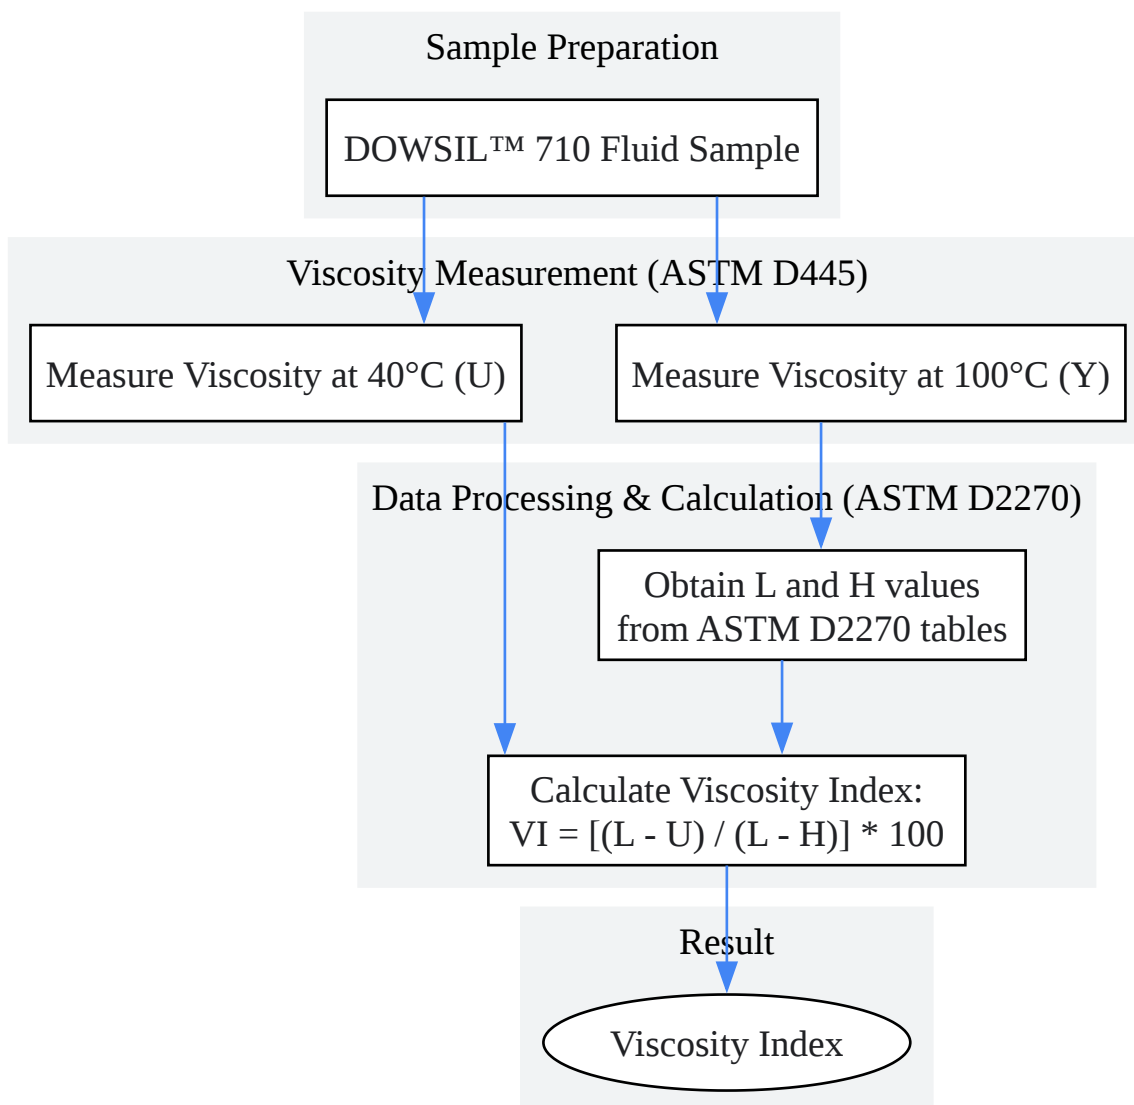 Sample Preparation
DOWSIL™ 710 Fluid Sample
Viscosity Measurement (ASTM D445)
Measure Viscosity at 40°C (U)
Measure Viscosity at 100°C (Y)
Data Processing & Calculation (ASTM D2270)
Obtain L and H values
from ASTM D2270 tables
Calculate Viscosity Index:
VI = [(L - U) / (L - H)] * 100
Result
Viscosity Index